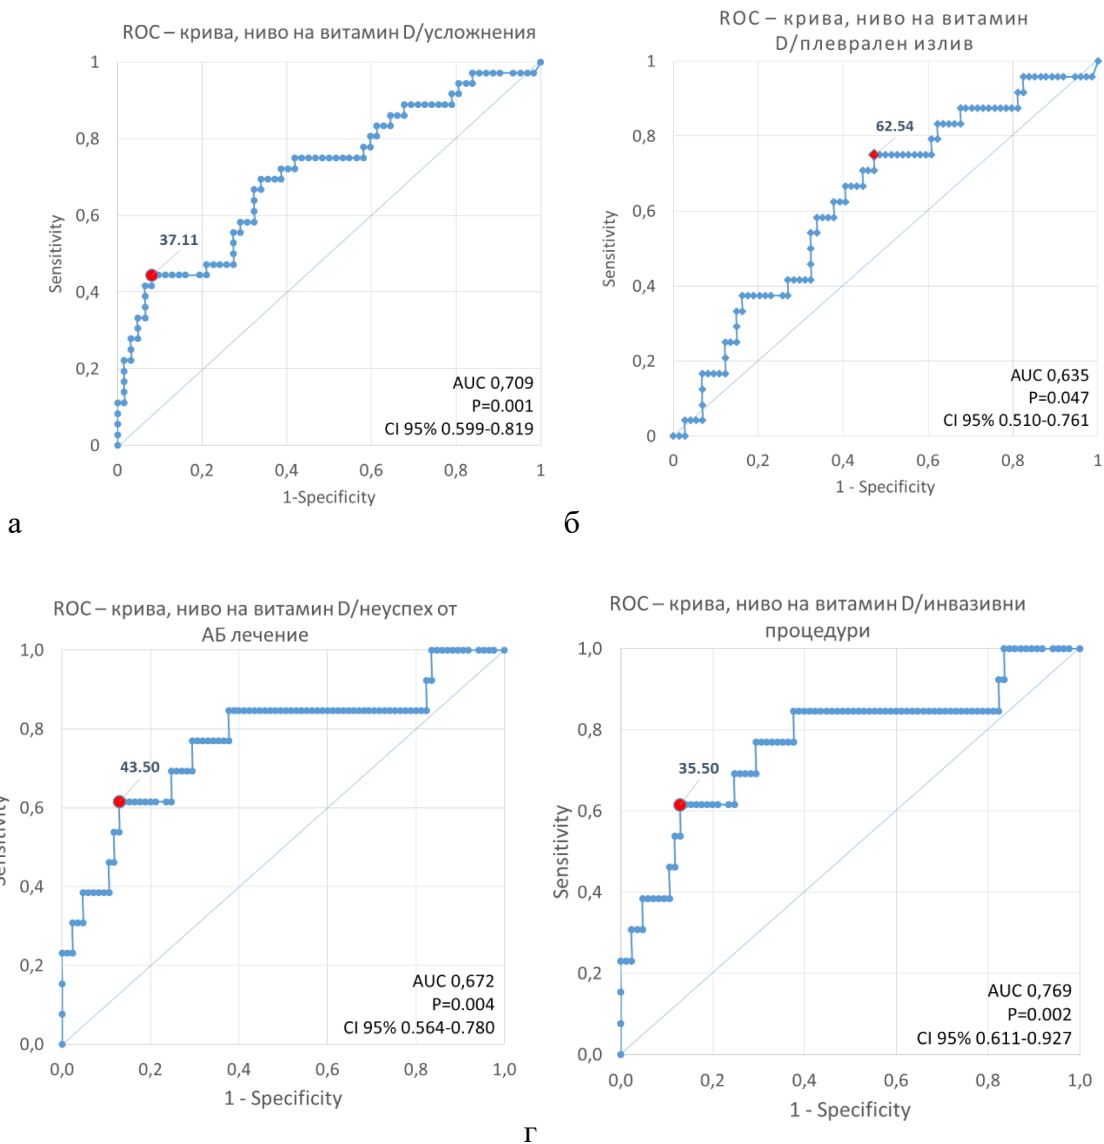 ROC – крива, ниво на витамин D/усложнения
1
0,8
0,6
0,4
0,2
0
Sensitivity
37.11
AUC 0,709
P=0.001
CI 95% 0.599-0.819
0 0,2 0,4 0,6 0,8 1
1-Specificity
а
ROC – крива, ниво на витамин
D/плеврален излив
1
0,8
0,6
0,4
0,2
0
Sensitivity
62.54
AUC 0,635
P=0.047
CI 95% 0.510-0.761
0 0,2 0,4 0,6 0,8 1
1 - Specificity
б
ROC – крива, ниво на витамин D/неуспех от
АБ лечение
1,0
0,8
0,6
0,4
0,2
0,0
Sensitivity
43.50
AUC 0,672
P=0.004
CI 95% 0.564-0.780
0,0 0,2 0,4 0,6 0,8 1,0
1 - Specificity
ROC – крива, ниво на витамин D/инвазивни
процедури
1,0
0,8
0,6
0,4
0,2
0,0
Sensitivity
35.50
AUC 0,769
P=0.002
CI 95% 0.611-0.927
0,0 0,2 0,4 0,6 0,8 1,0
1 - Specificity
г